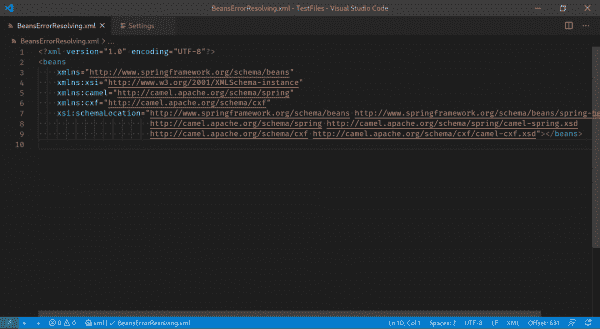 BeansErrorResolving.xml - TestFiles - Visual Studio Code
BeansErrorResolving.xml Settings
BeansErrorResolving.xml > ...
1 <?xml version="1.0" encoding="UTF-8"?>
2 <beans
3 xmlns="http://www.springframework.org/schema/beans"
4 xmlns:xsi="http://www.w3.org/2001/XMLSchema-instance"
5 xmlns:camel="http://camel.apache.org/schema/spring"
6 xmlns:cxf="http://camel.apache.org/schema/cxf"
7 xsi:schemaLocation="http://www.springframework.org/schema/beans http://www.springframework.org/schema/beans/spring-be
8 http://camel.apache.org/schema/spring http://camel.apache.org/schema/spring/camel-spring.xsd
9 http://camel.apache.org/schema/cxf http://camel.apache.org/schema/cxf/camel-cxf.xsd"></beans>
10
0 0 xml | ✓ BeansErrorResolving.xml Ln 10, Col 1 Spaces: 2 UTF-8 LF XML Offset: 631